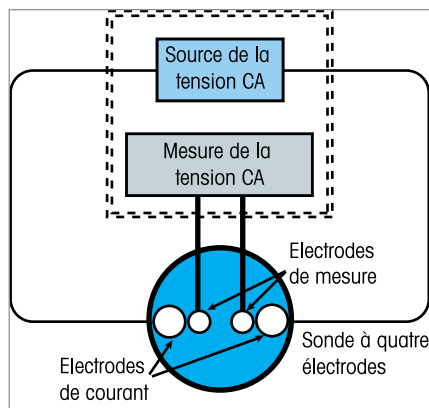 Source de la
tension CA
Mesure de la
tension CA
Electrodes
de mesure
Sonde à quatre
électrodes
Electrodes
de courant